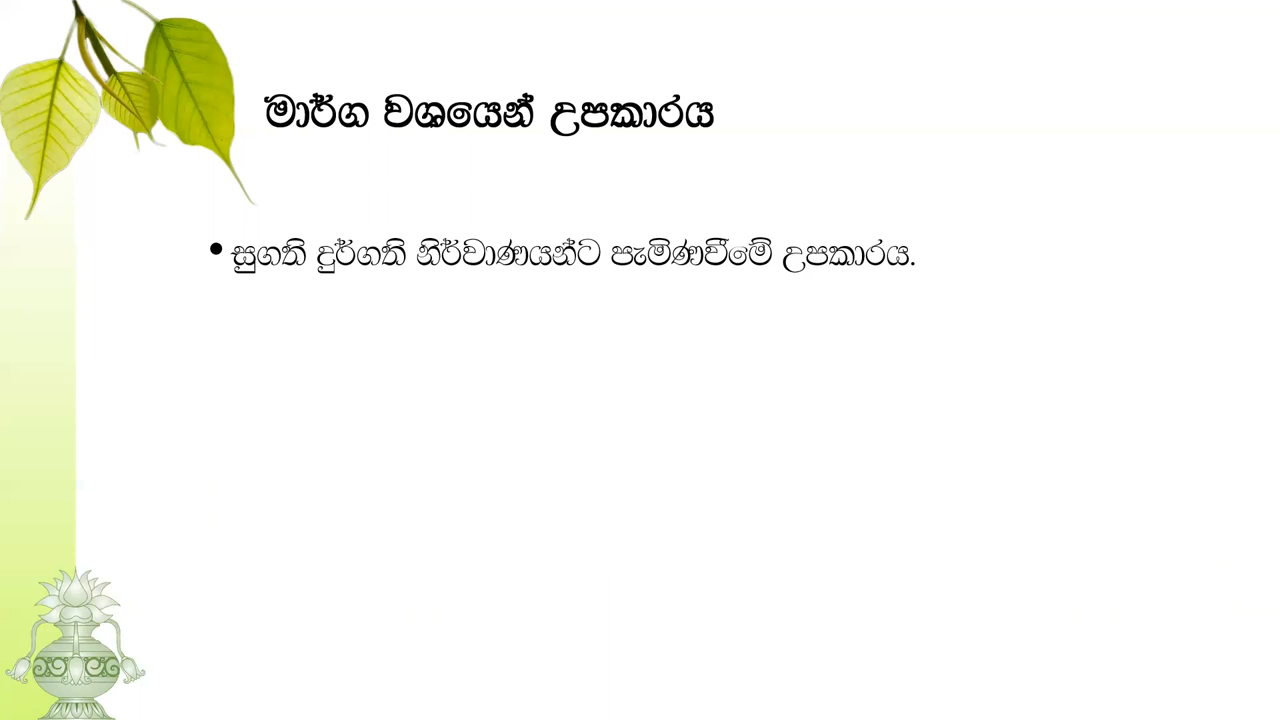 මාර්ග වශයෙන් උපකාරය
• සුගති දුර්ගති නිර්වාණයන්ට පැමිණවීමේ උපකාරය.